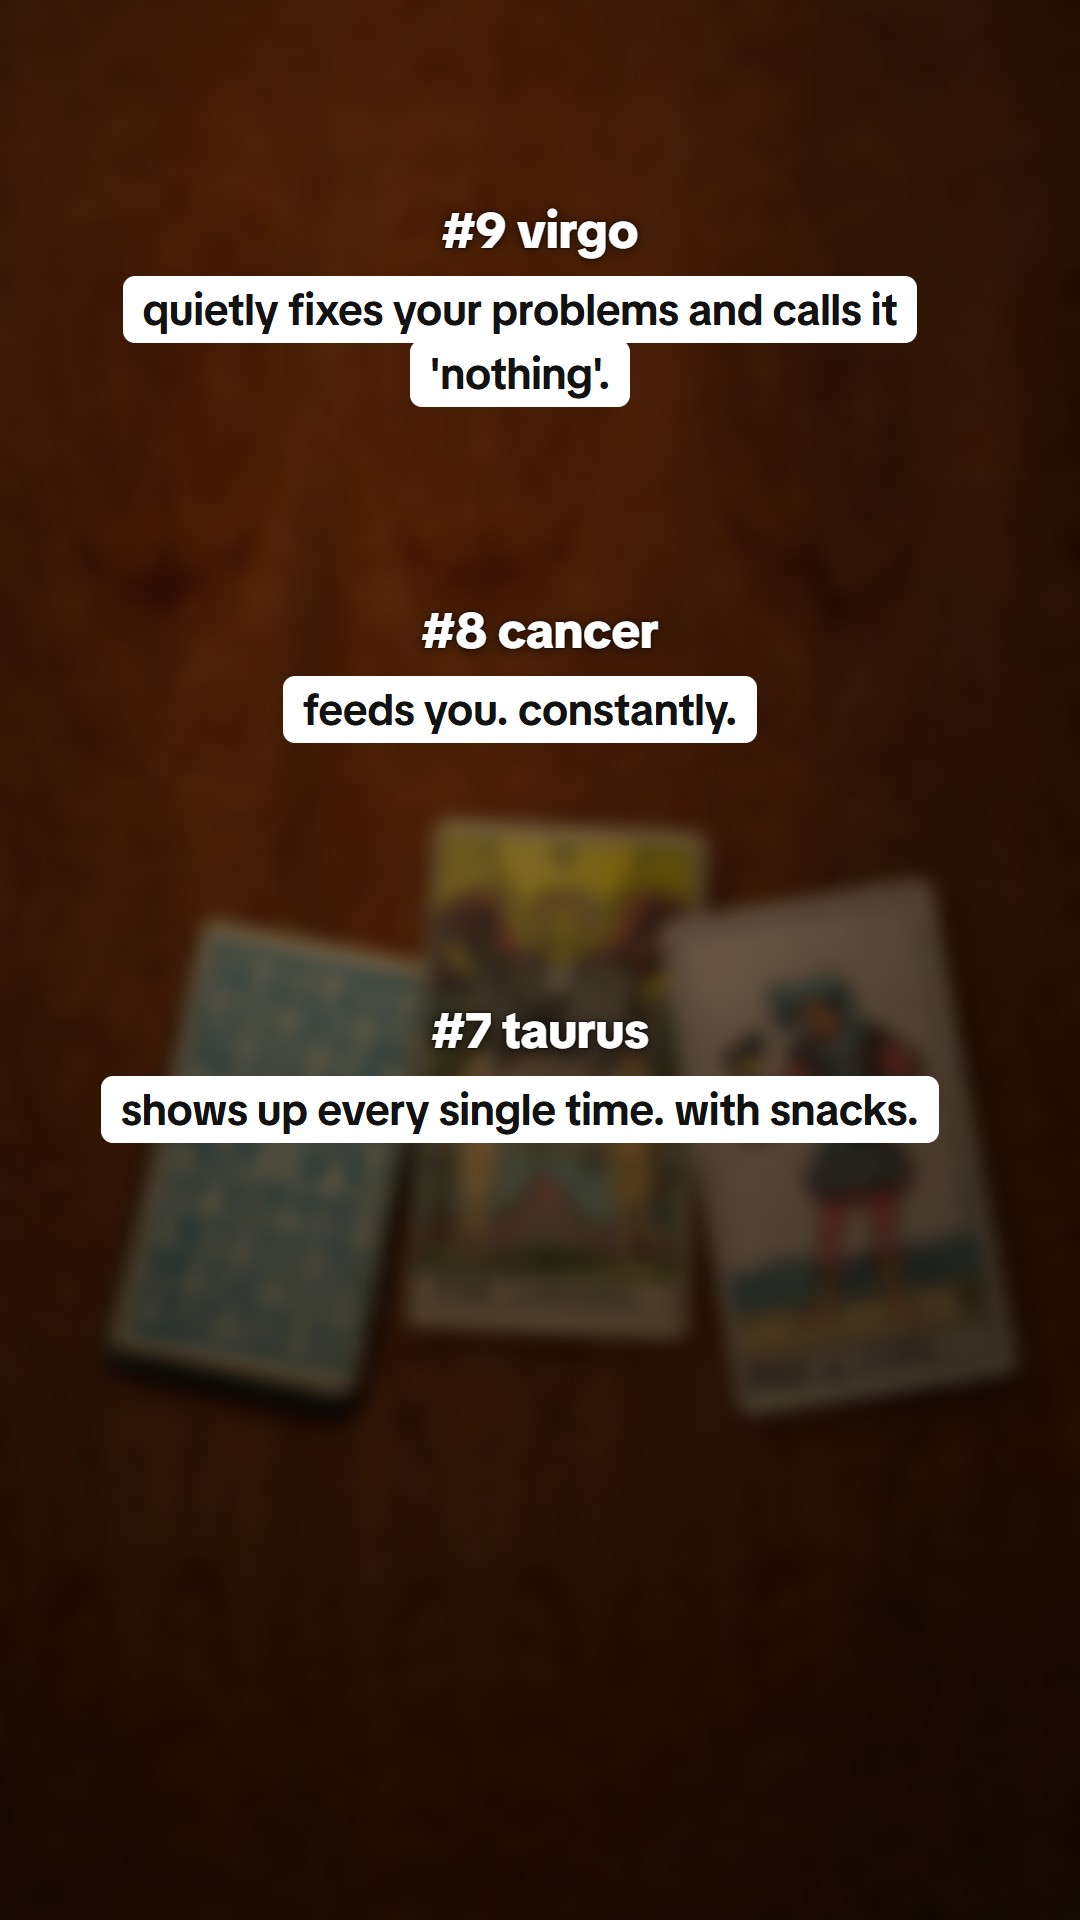 #9 virgo
quietly fixes your problems and calls it
'nothing'.
#8 cancer
feeds you. constantly.
#7 taurus
shows up every single time. with snacks.